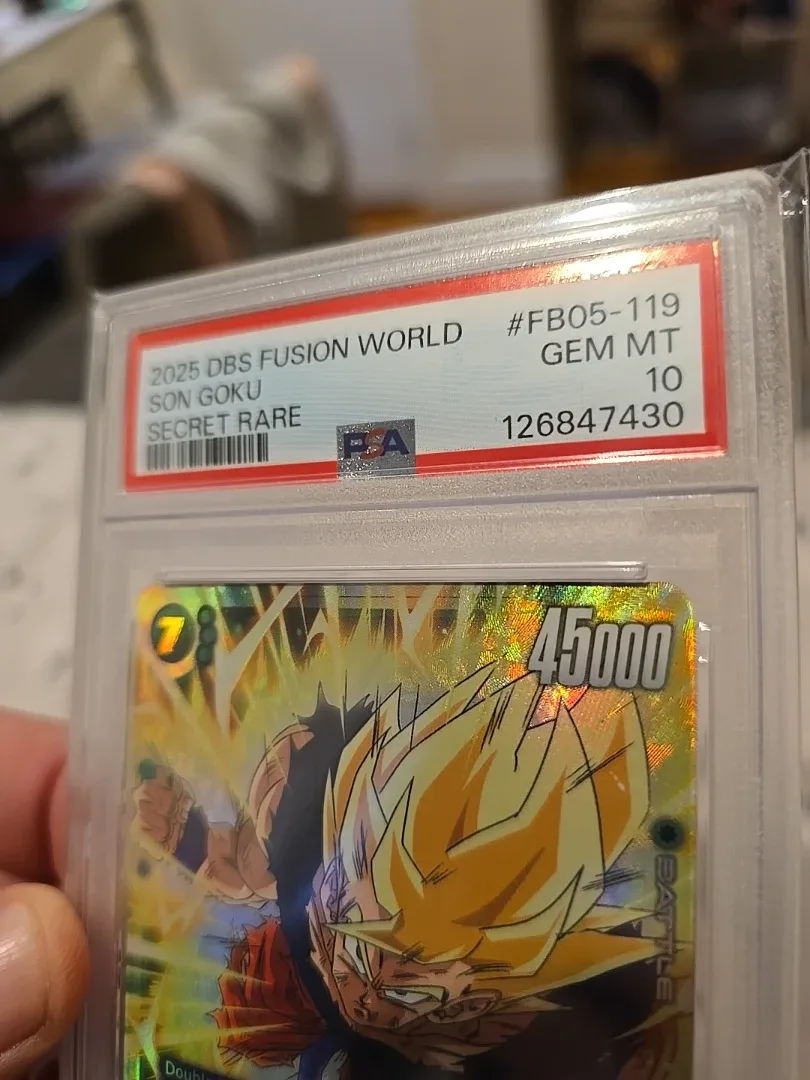 2025 DBS FUSION WORLD #FB05-119
SON GOKU GEM MT
SECRET RARE 10
PSA 126847430
7 45000
BATTLE